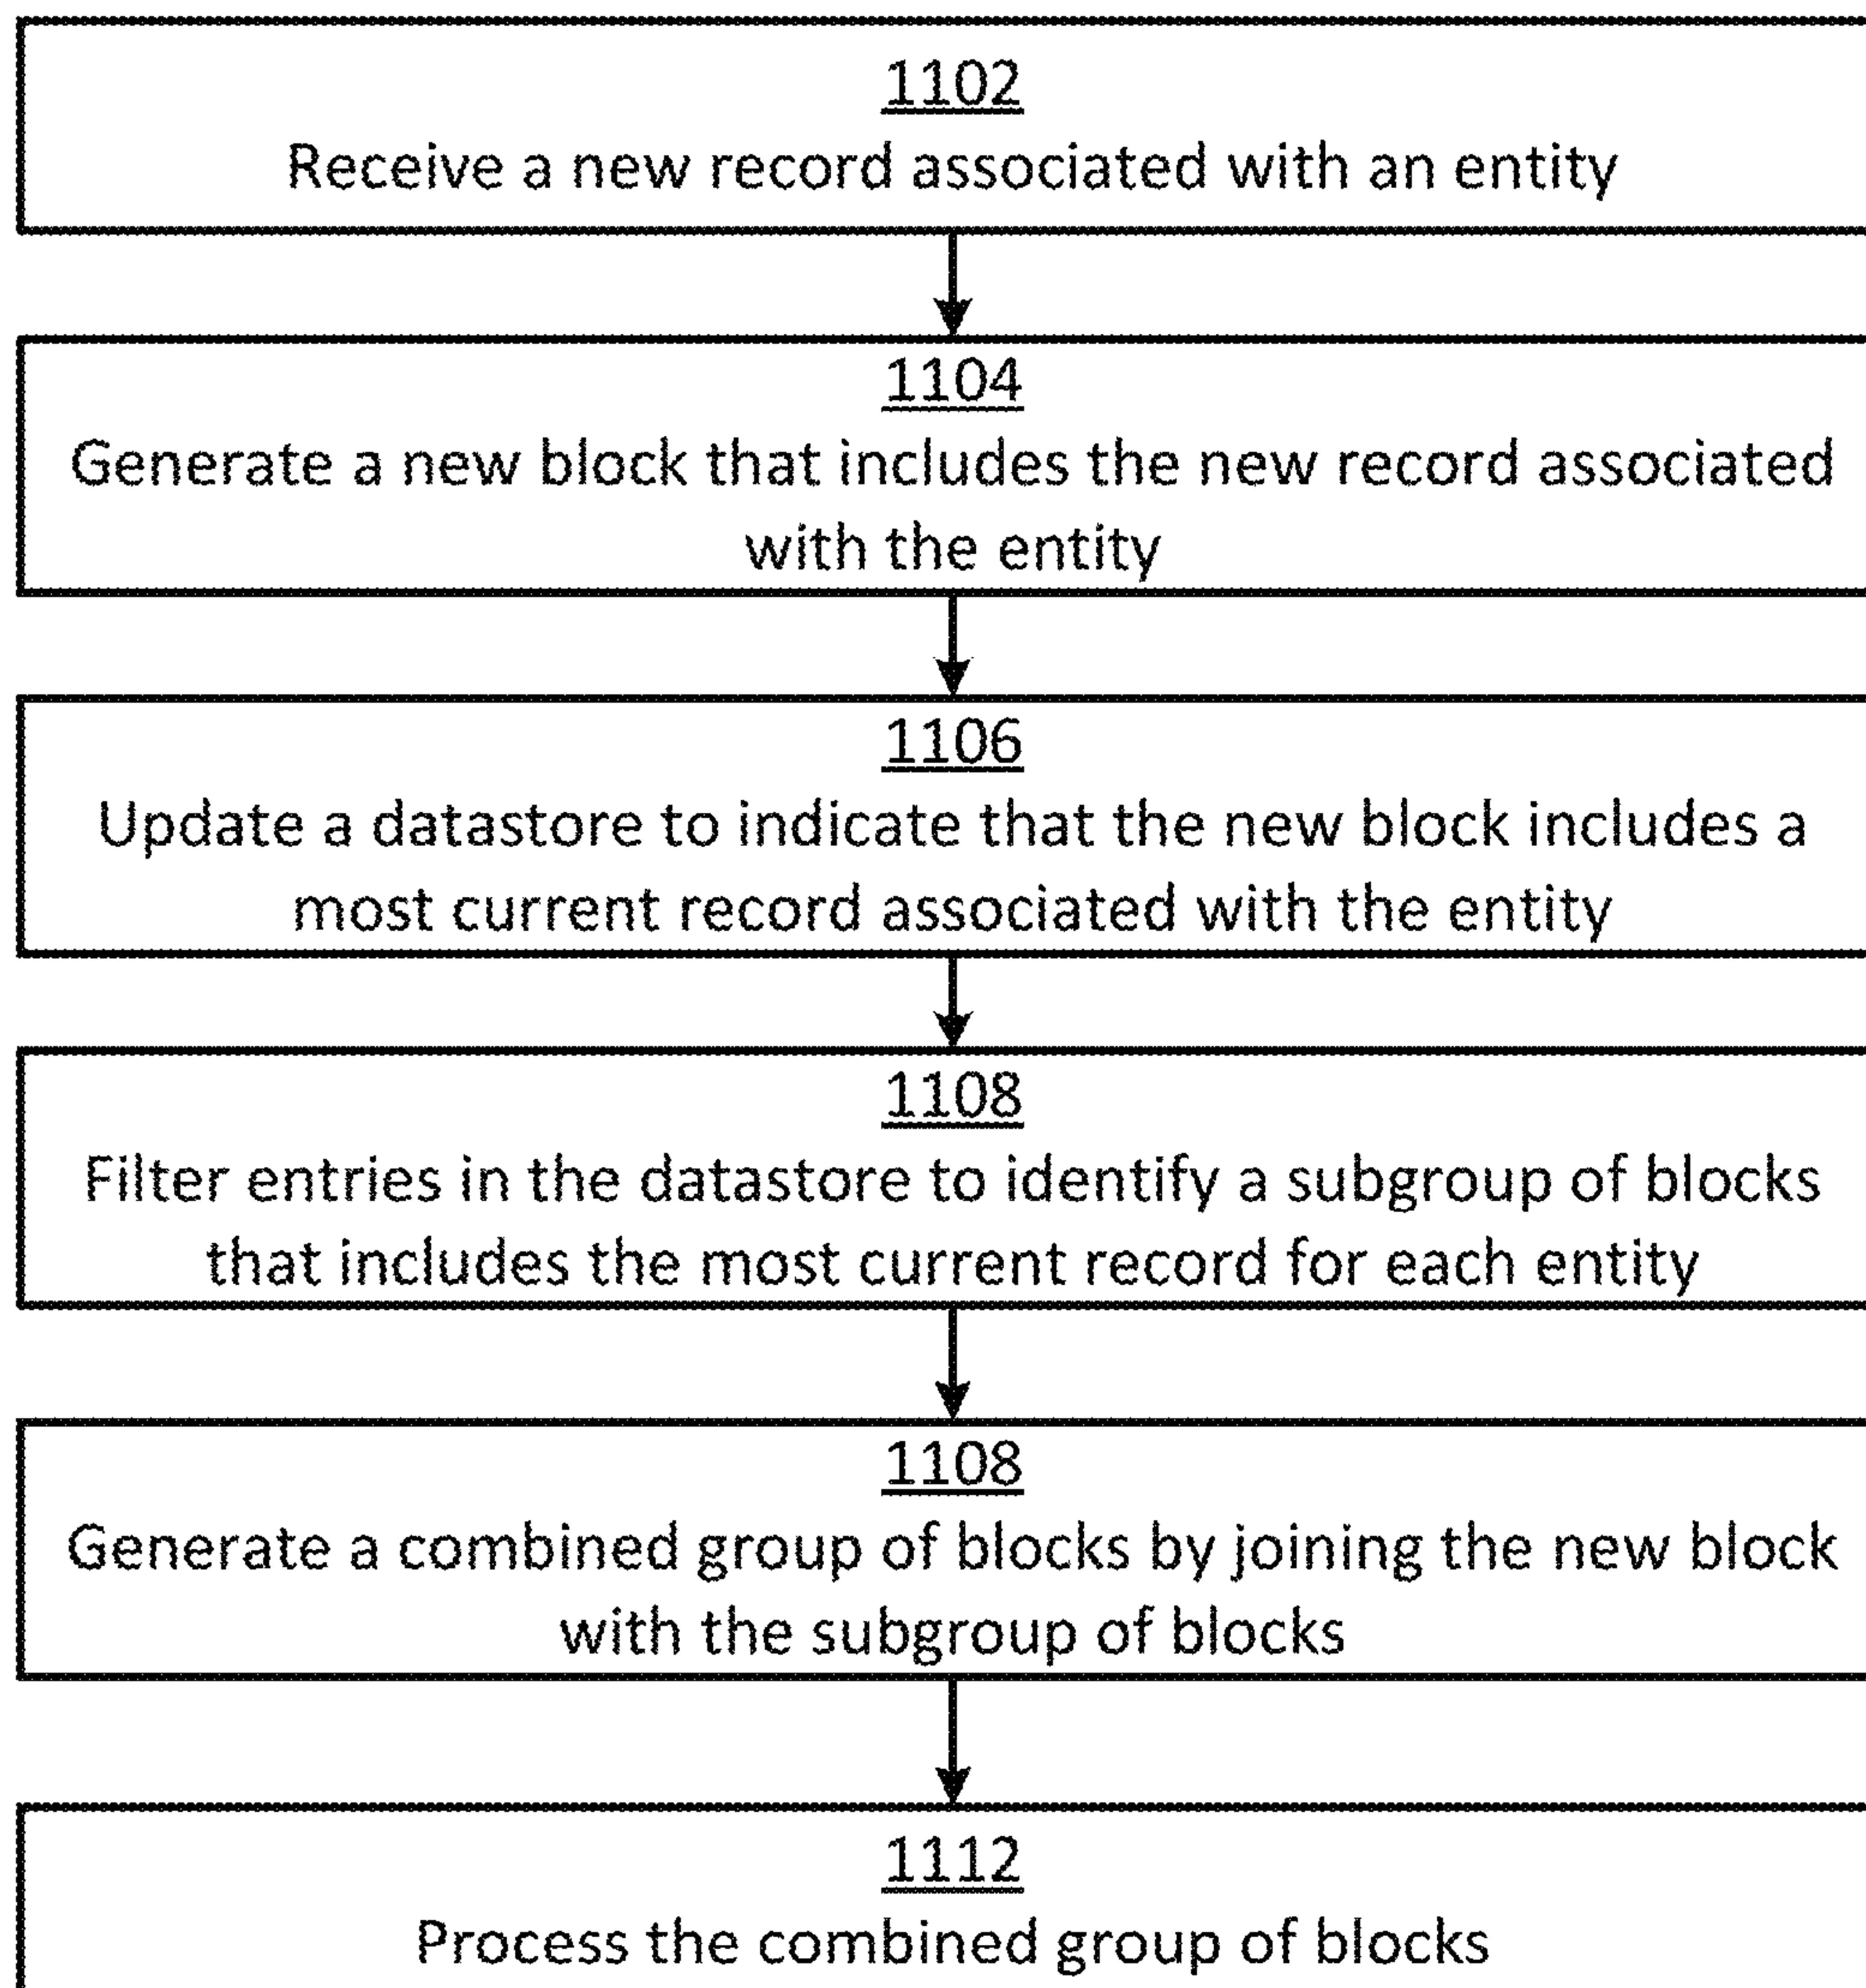 1102
Receive a new record associated with an entity
1104
Generate a new block that includes the new record associated
with the entity
1106
Update a datastore to indicate that the new block includes a
most current record associated with the entity
1108
Filter entries in the datastore to identify a subgroup of blocks
that includes the most current record for each entity
1108
Generate a combined group of blocks by joining the new block
with the subgroup of blocks
1112
Process the combined group of blocks